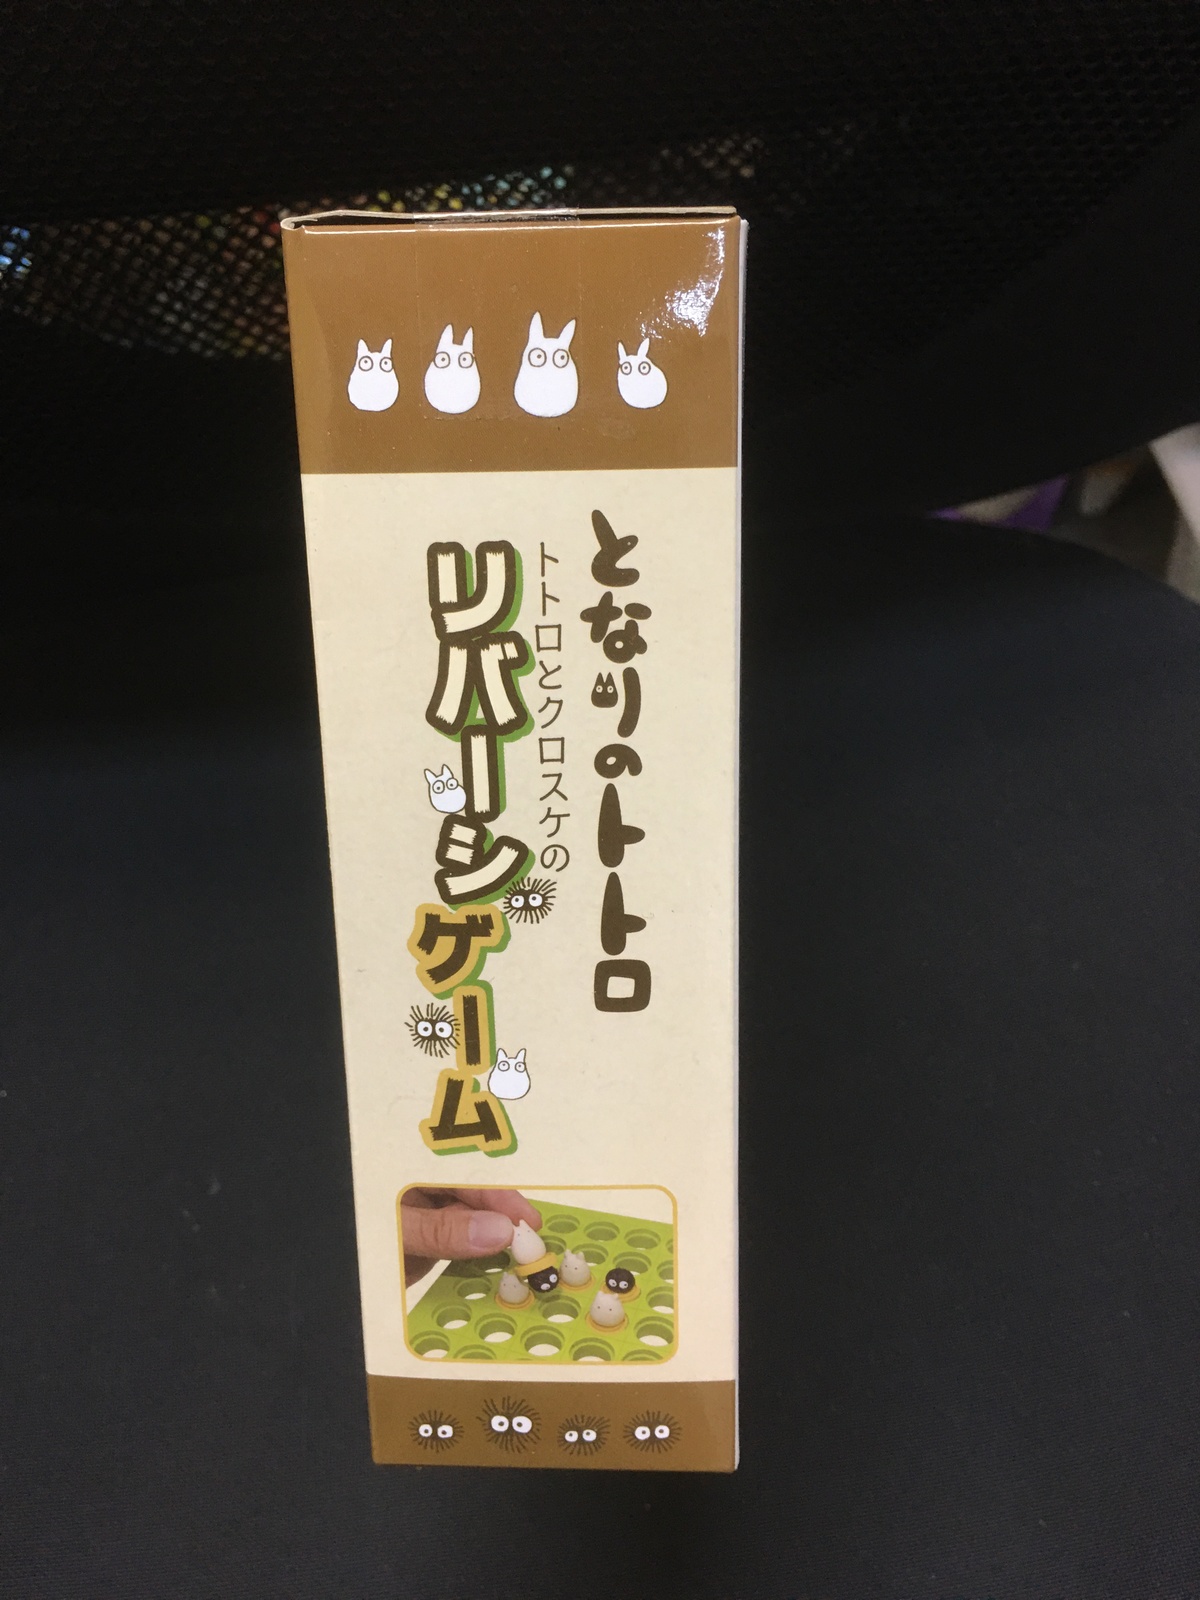 となりのトトロ
トトロとクロスケの
リバーシゲーム